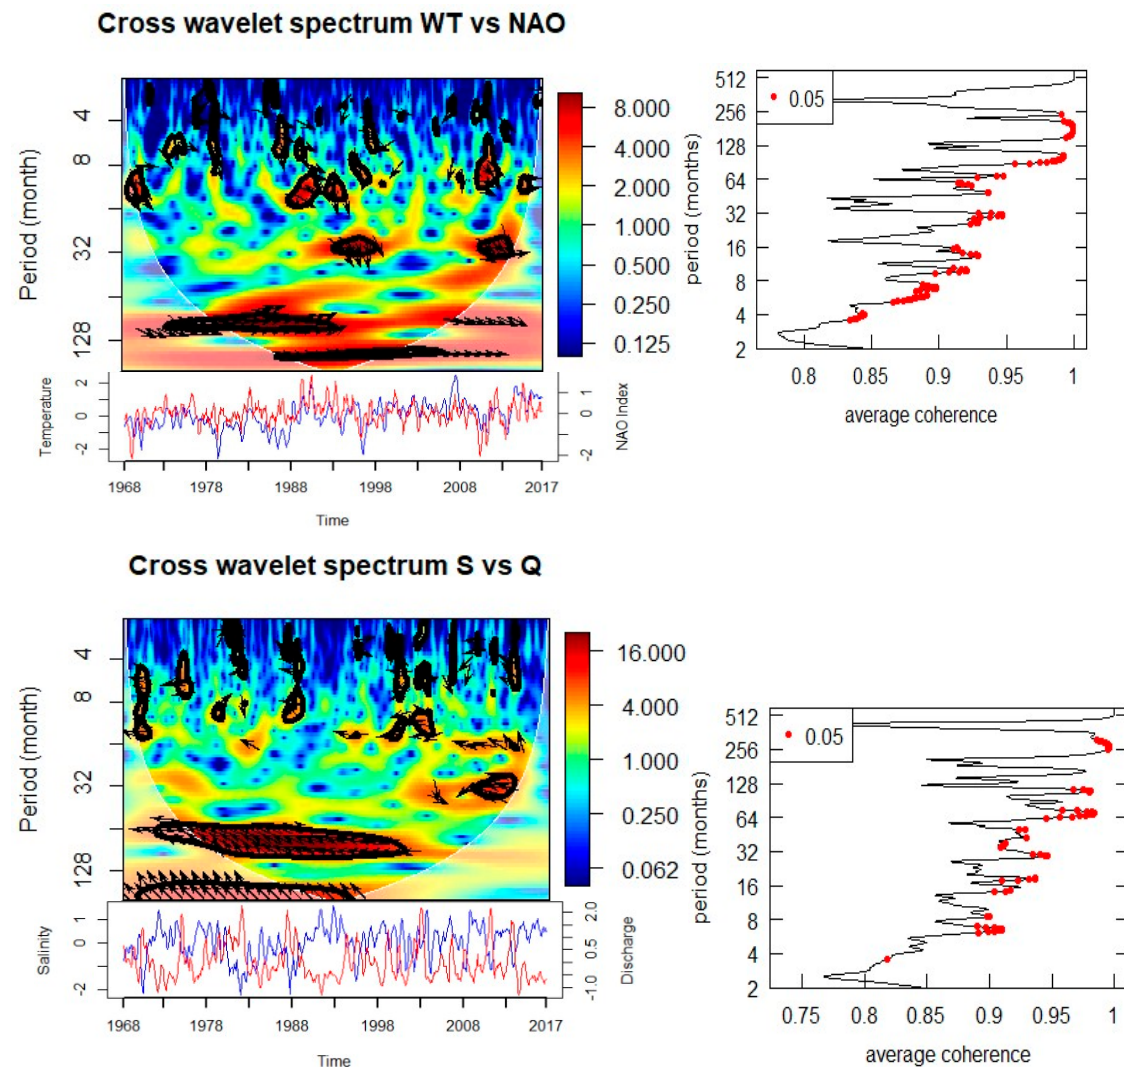 Cross wavelet spectrum WT vs NAO
Period (month)
4
8
32
128
8.000
4.000
2.000
1.000
0.500
0.250
0.125
Temperature
2
0
-2
1
0
-2
NAO Index
1968 1978 1988 1998 2008 2017
Time
period (months)
512
256
128
64
32
16
8
4
2
0.05
0.8 0.85 0.9 0.95 1
average coherence
Cross wavelet spectrum S vs Q
Period (month)
4
8
32
128
16.000
4.000
1.000
0.250
0.062
Salinity
1
0
-2
2.0
0.5
-1.0
Discharge
1968 1978 1988 1998 2008 2017
Time
period (months)
512
256
128
64
32
16
8
4
2
0.05
0.75 0.8 0.85 0.9 0.95 1
average coherence